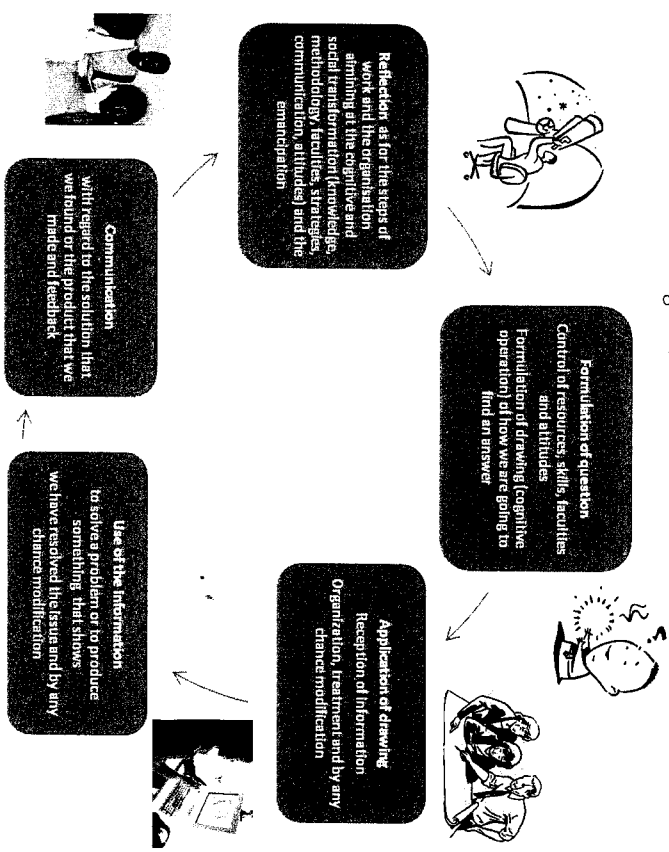 Formulation of question
Control of resources, skills, faculties
and attitudes
Formulation of drawing (cognitive
operation) of how we are going to
find an answer
Application of drawing
Reception of information
Organization, treatment and by any
chance modification
Use of the information
to solve a problem or to produce
something that shows
we have resolved the issue and by any
chance modification
Communication
with regard to the solution that
we found or the product that we
made and feedback
Reflection as for the steps of
work and the organisation
aimining at the cognitive and
social transformation (knowledge,
methodology, faculties, strategies,
communication, attitudes) and the
emancipation